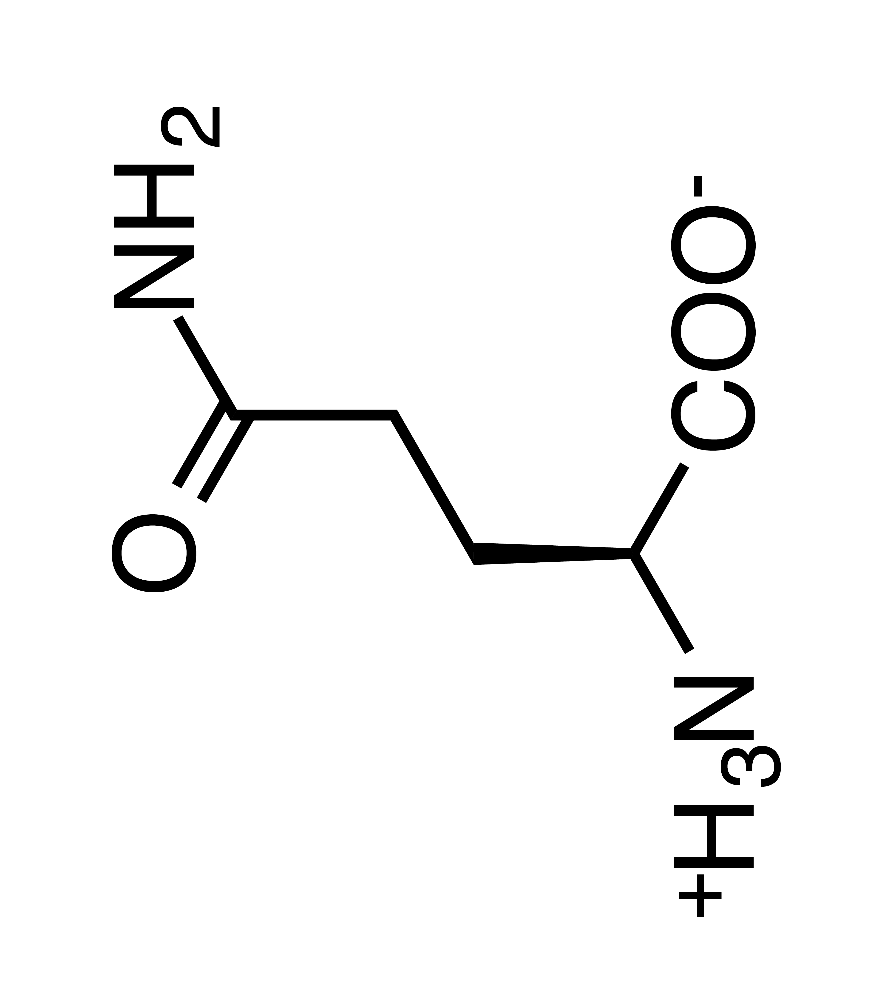 NH2
O
COO-
+H3N